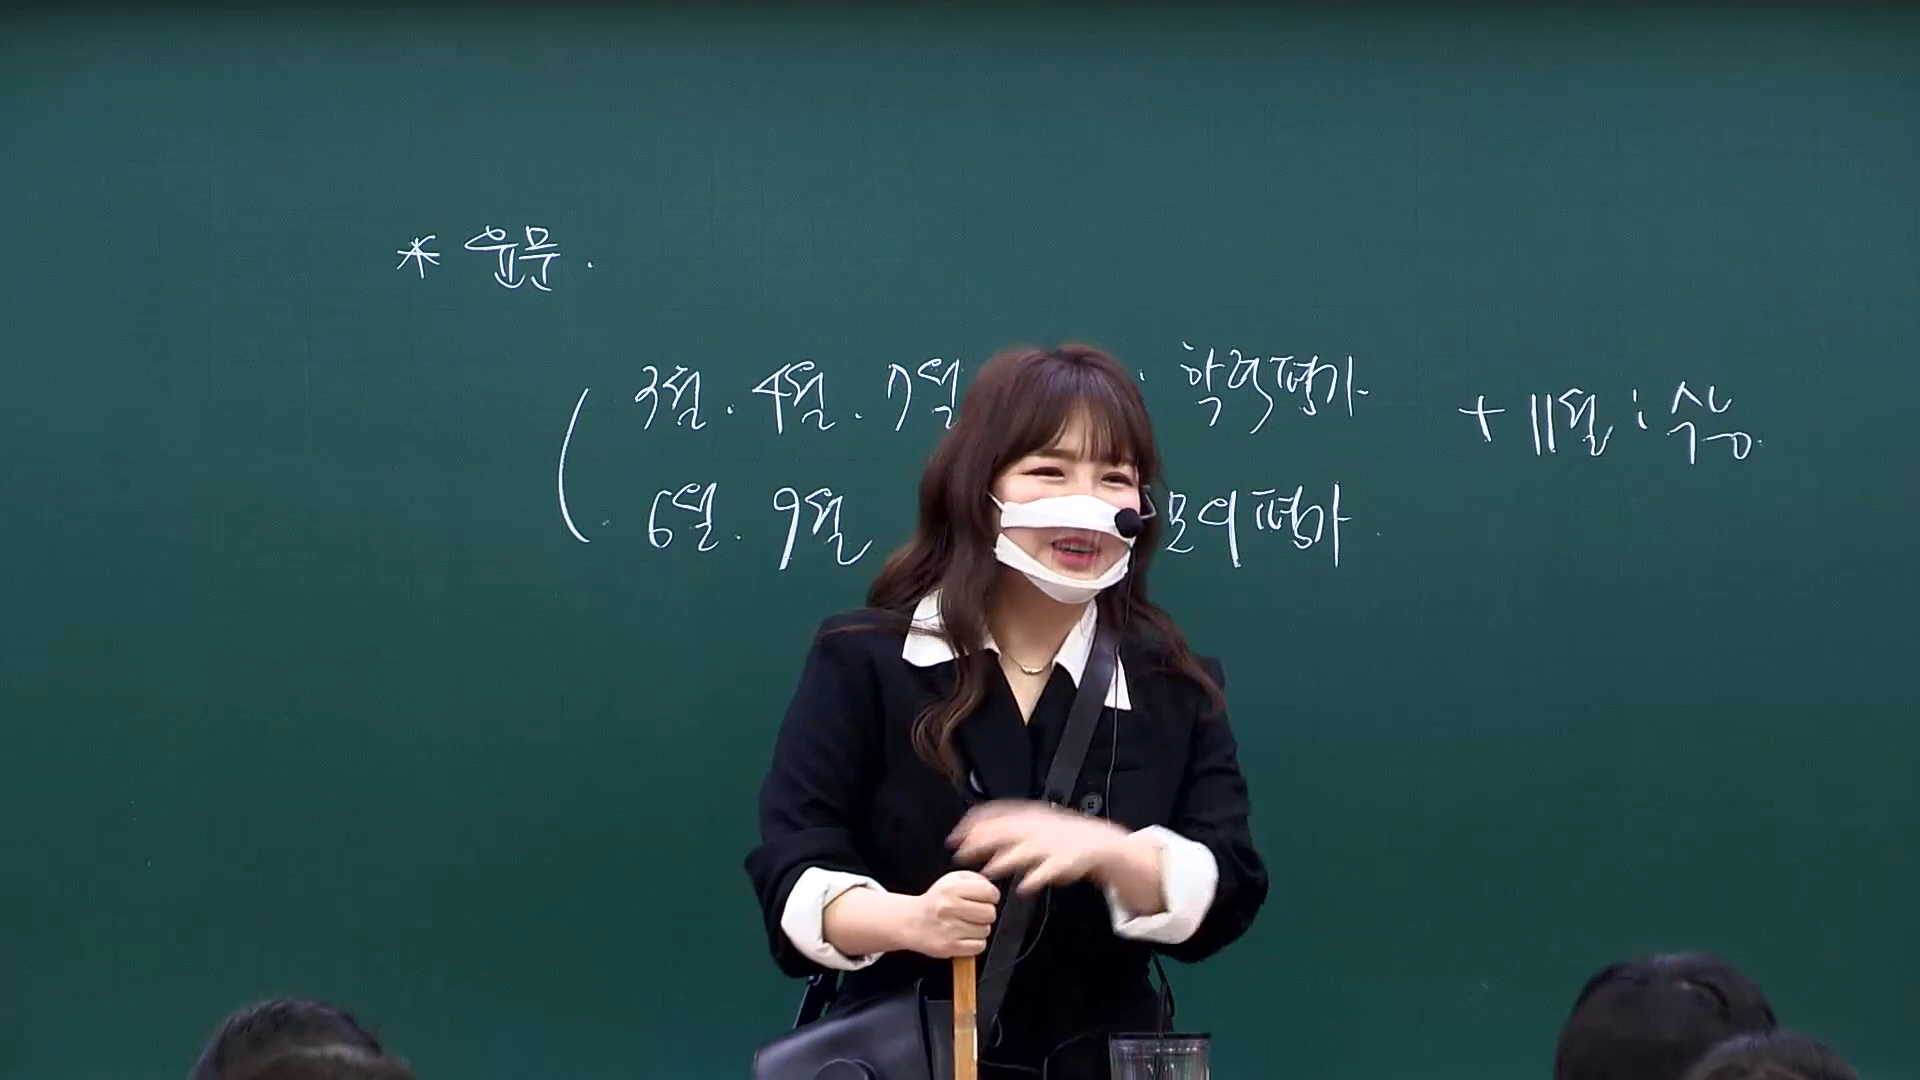 * 윤문.
3월. 4월. 7월 : 학력평가 + 11월 : 수능
6월. 9월 모의평가.